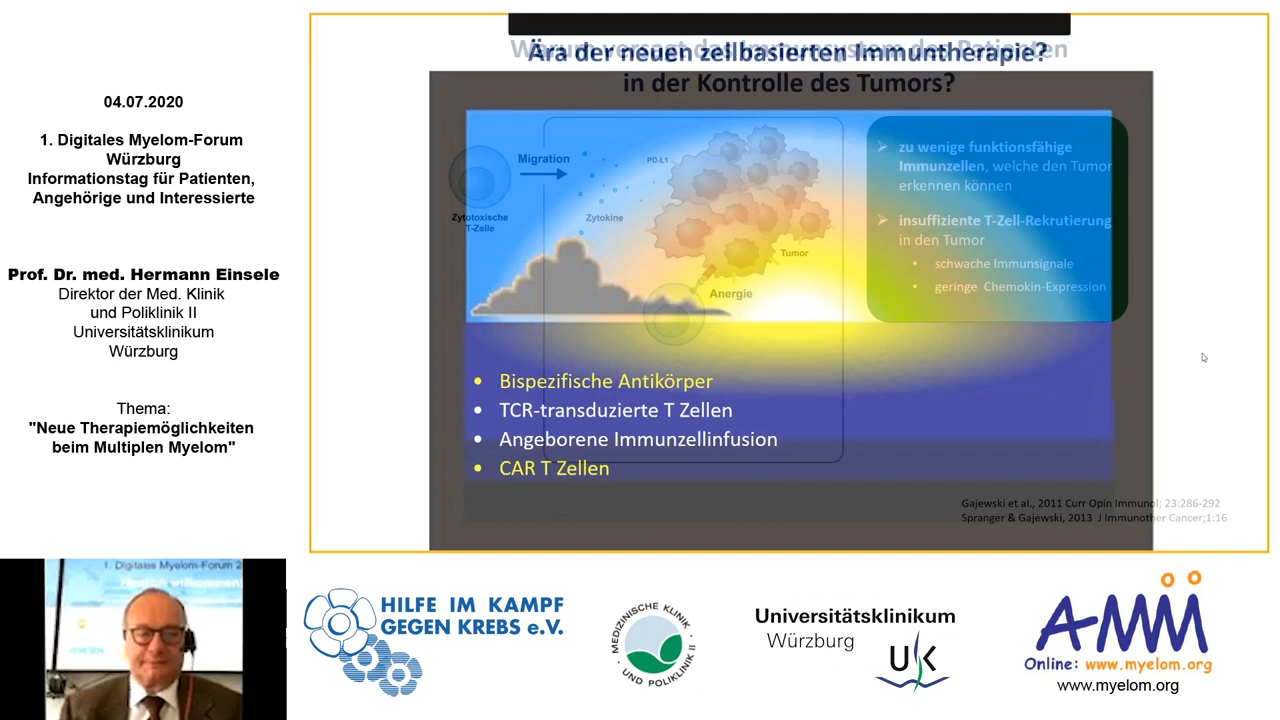 04.07.2020
1. Digitales Myelom-Forum
Würzburg
Informationstag für Patienten,
Angehörige und Interessierte
Prof. Dr. med. Hermann Einsele
Direktor der Med. Klinik
und Poliklinik II
Universitätsklinikum
Würzburg
Thema:
"Neue Therapiemöglichkeiten
beim Multiplen Myelom"
Warum versagt das Immunsystem des Patienten
Ära der neuen zellbasierten Immuntherapie?
in der Kontrolle des Tumors?
Migration
PD-L1
Zytotoxische
T-Zelle
Zytokine
Tumor
Anergie
➢ zu wenige funktionsfähige
Immunzellen, welche den Tumor
erkennen können
➢ insuffiziente T-Zell-Rekrutierung
in den Tumor
• schwache Immunsignale
• geringe Chemokin-Expression
• Bispezifische Antikörper
• TCR-transduzierte T Zellen
• Angeborene Immunzellinfusion
• CAR T Zellen
Gajewski et al., 2011 Curr Opin Immunol; 23:286-292
Spranger & Gajewski, 2013 J Immunother Cancer;1:16
1. Digitales Myelom-Forum 2
Herzlich willkommen!
HILFE IM KAMPF
GEGEN KREBS e.V.
MEDIZINISCHE KLINIK
UND POLIKLINIK II
Universitätsklinikum
Würzburg
UK
AMM
Online: www.myelom.org
www.myelom.org